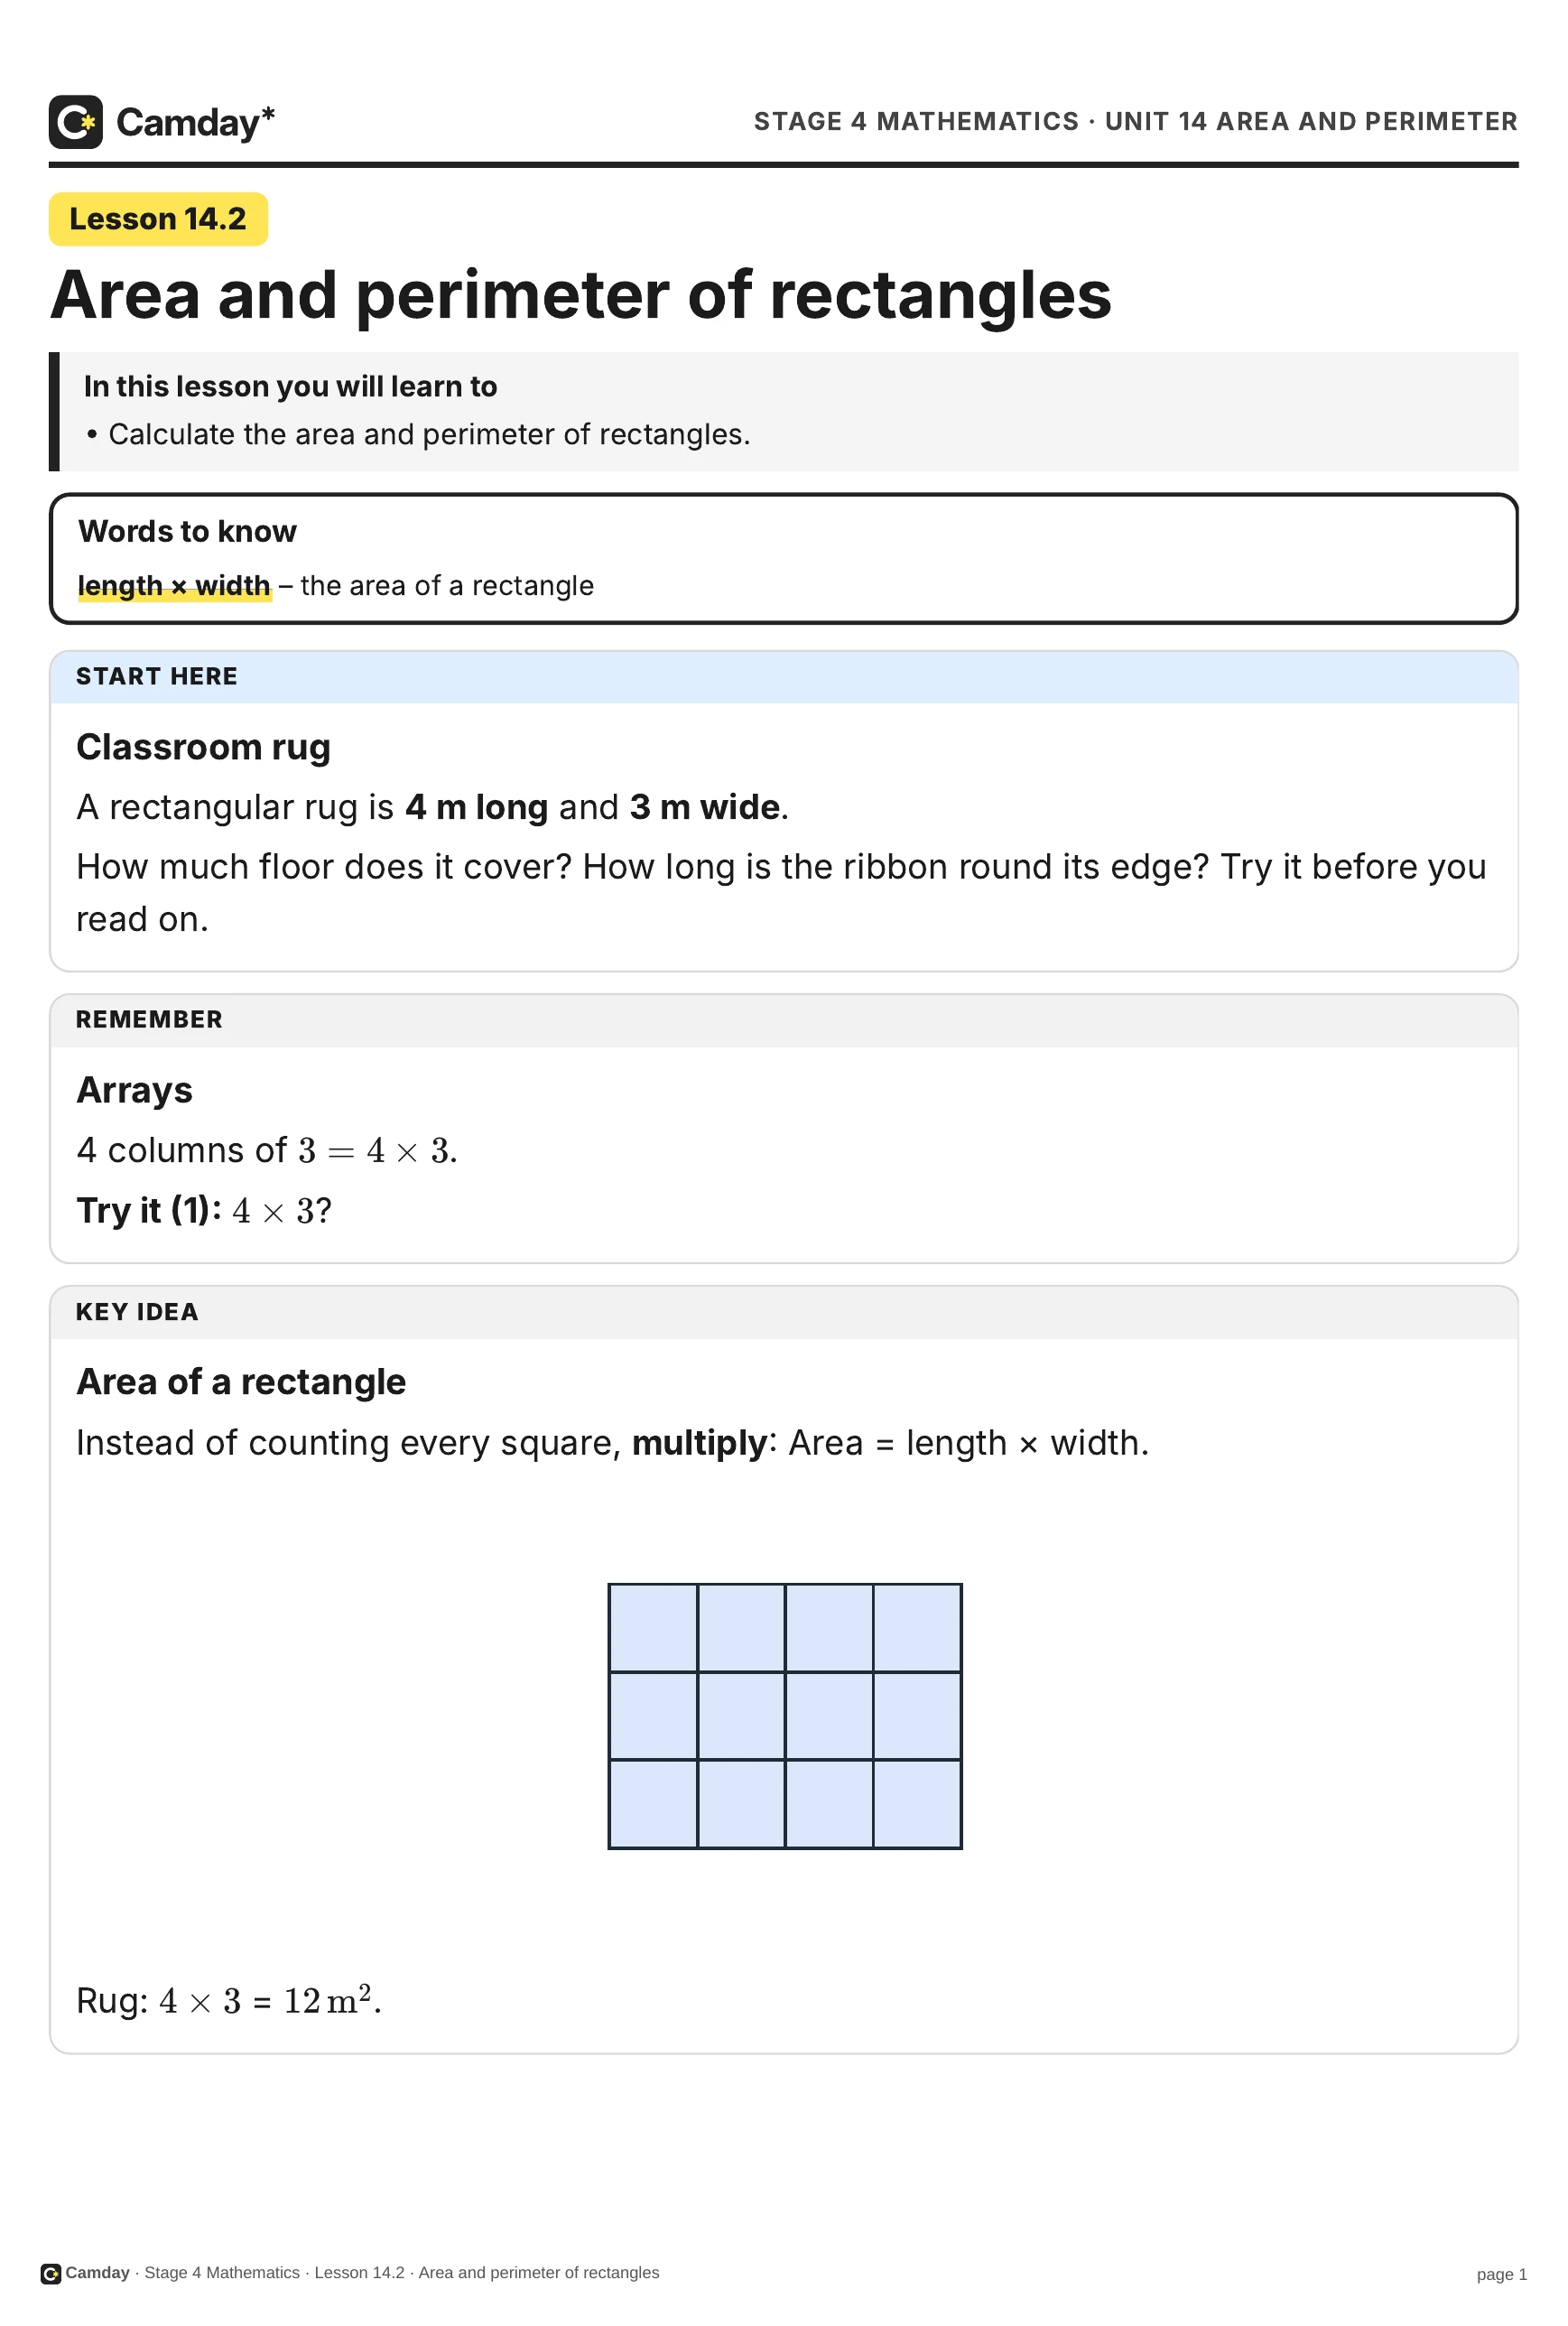 Camday*
STAGE 4 MATHEMATICS · UNIT 14 AREA AND PERIMETER
Lesson 14.2
Area and perimeter of rectangles
In this lesson you will learn to
• Calculate the area and perimeter of rectangles.
Words to know
length × width – the area of a rectangle
START HERE
Classroom rug
A rectangular rug is 4 m long and 3 m wide.
How much floor does it cover? How long is the ribbon round its edge? Try it before you
read on.
REMEMBER
Arrays
4 columns of 3 = 4 × 3.
Try it (1): 4 × 3?
KEY IDEA
Area of a rectangle
Instead of counting every square, multiply: Area = length × width.
Rug: 4 × 3 = 12 m².
Camday · Stage 4 Mathematics · Lesson 14.2 · Area and perimeter of rectangles
page 1